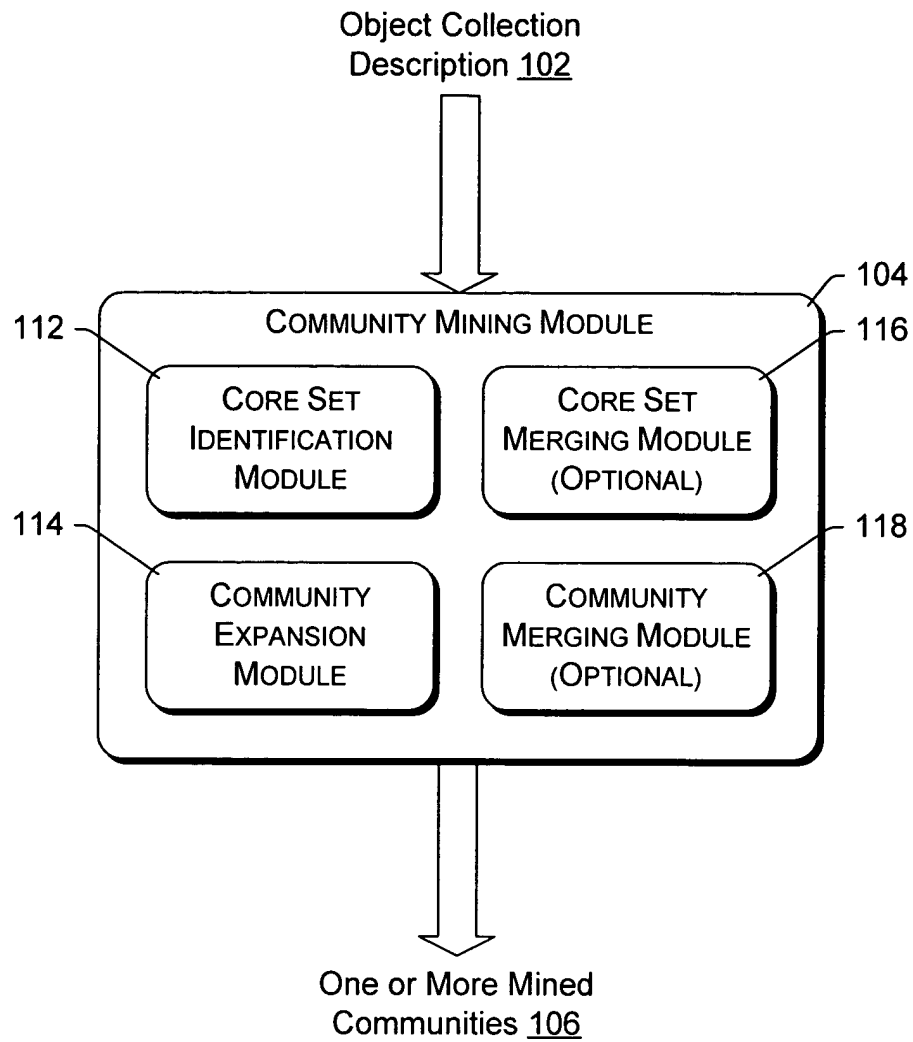 Object Collection
Description 102
104
COMMUNITY MINING MODULE
112
116
CORE SET
IDENTIFICATION
MODULE
CORE SET
MERGING MODULE
(OPTIONAL)
114
118
COMMUNITY
EXPANSION
MODULE
COMMUNITY
MERGING MODULE
(OPTIONAL)
One or More Mined
Communities 106